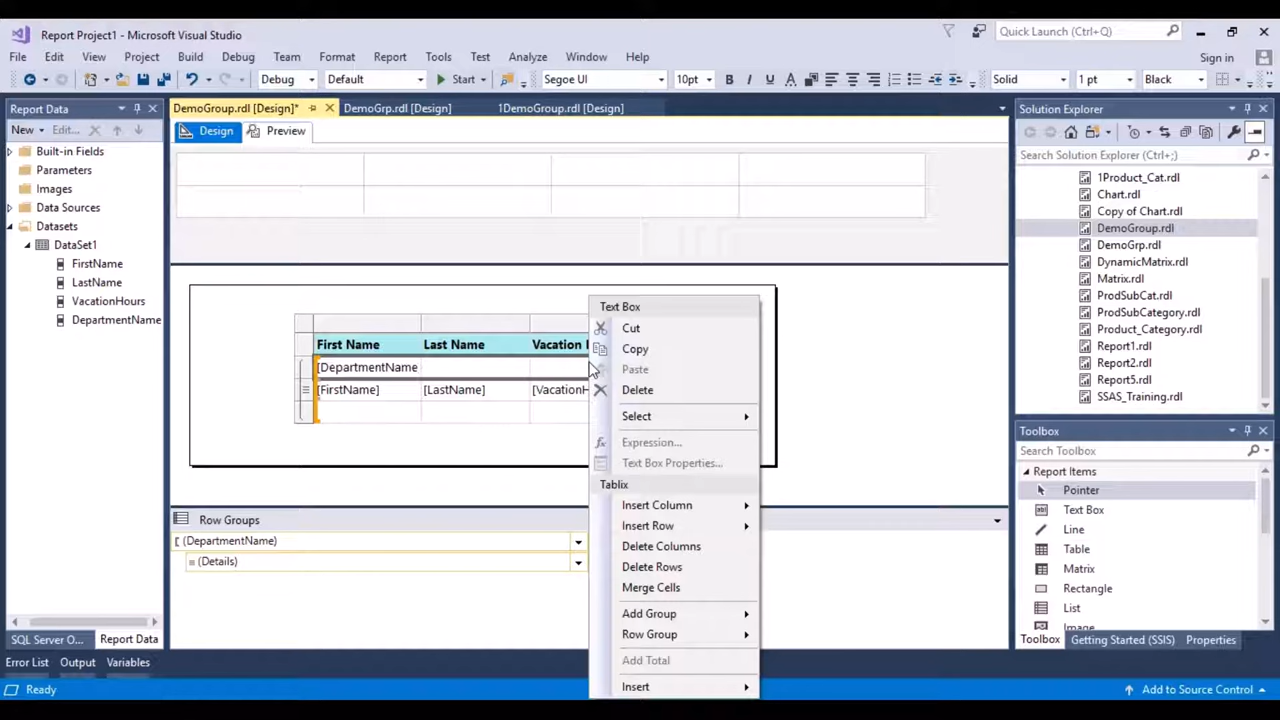 Report Project1 - Microsoft Visual Studio
Quick Launch (Ctrl+Q)
File Edit View Project Build Debug Team Format Report Tools Test Analyze Window Help
Sign in
Debug Default Start Segoe UI 10pt B I U A Solid 1 pt Black
Report Data
New Edit...
Built-in Fields
Parameters
Images
Data Sources
Datasets
DataSet1
FirstName
LastName
VacationHours
DepartmentName
SQL Server O... Report Data
DemoGroup.rdl [Design]* DemoGrp.rdl [Design] 1DemoGroup.rdl [Design]
Design Preview
First Name Last Name Vacation
[DepartmentName
[FirstName] [LastName] [VacationH
Row Groups
(DepartmentName)
(Details)
Text Box
Cut
Copy
Paste
Delete
Select
Expression...
Text Box Properties...
Tablix
Insert Column
Insert Row
Delete Columns
Delete Rows
Merge Cells
Add Group
Row Group
Add Total
Insert
Solution Explorer
Search Solution Explorer (Ctrl+;)
1Product_Cat.rdl
Chart.rdl
Copy of Chart.rdl
DemoGroup.rdl
DemoGrp.rdl
DynamicMatrix.rdl
Matrix.rdl
ProdSubCat.rdl
ProdSubCategory.rdl
Product_Category.rdl
Report1.rdl
Report2.rdl
Report5.rdl
SSAS_Training.rdl
Toolbox
Search Toolbox
Report Items
Pointer
Text Box
Line
Table
Matrix
Rectangle
List
Image
Toolbox Getting Started (SSIS) Properties
Error List Output Variables
Ready
Add to Source Control